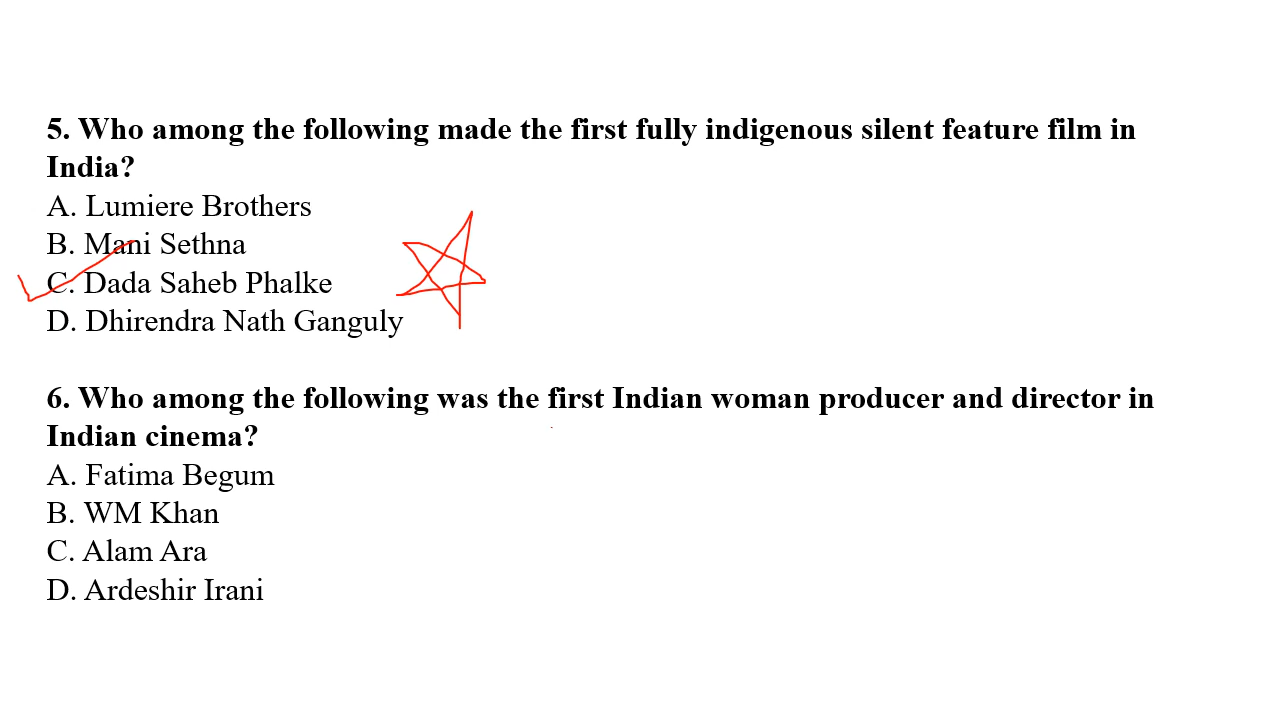 5. Who among the following made the first fully indigenous silent feature film in
India?
A. Lumiere Brothers
B. Mani Sethna
C. Dada Saheb Phalke
D. Dhirendra Nath Ganguly
6. Who among the following was the first Indian woman producer and director in
Indian cinema?
A. Fatima Begum
B. WM Khan
C. Alam Ara
D. Ardeshir Irani